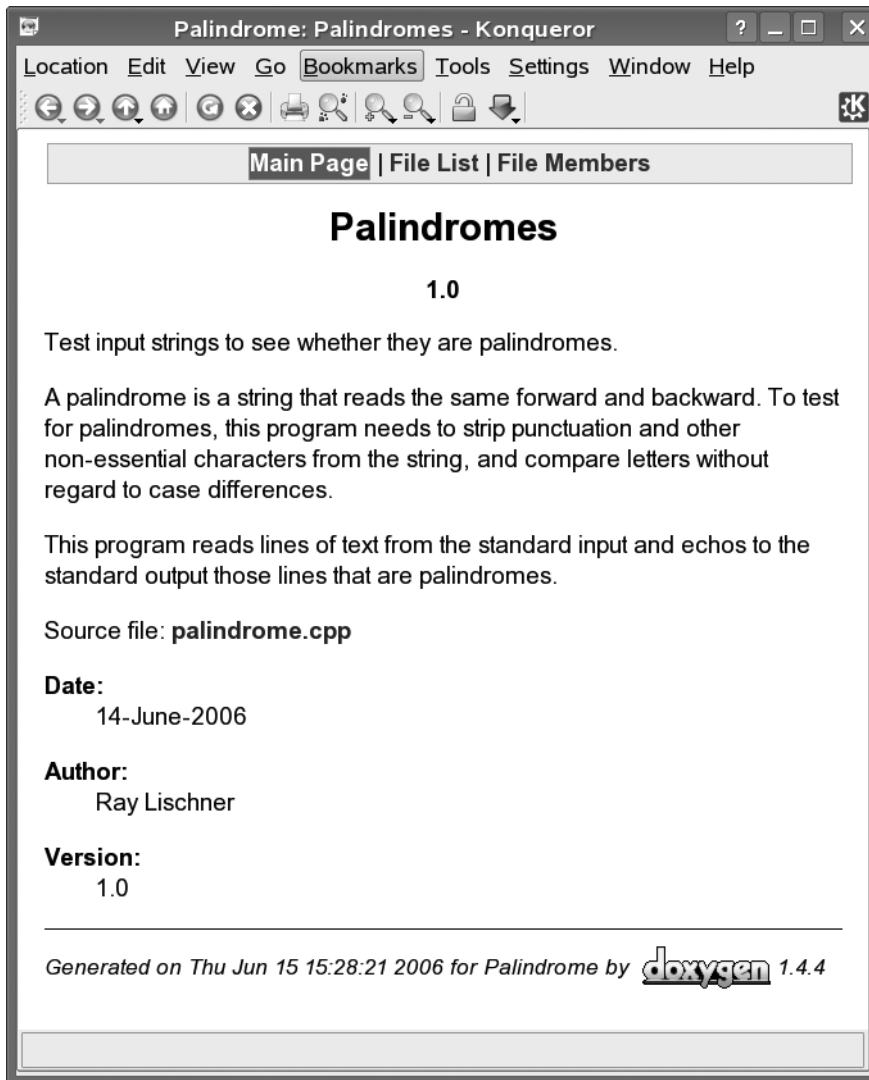 Palindrome: Palindromes - Konqueror ? _ □ X
Location Edit View Go Bookmarks Tools Settings Window Help
Main Page | File List | File Members
Palindromes
1.0
Test input strings to see whether they are palindromes.
A palindrome is a string that reads the same forward and backward. To test
for palindromes, this program needs to strip punctuation and other
non-essential characters from the string, and compare letters without
regard to case differences.
This program reads lines of text from the standard input and echos to the
standard output those lines that are palindromes.
Source file: palindrome.cpp
Date:
14-June-2006
Author:
Ray Lischner
Version:
1.0
Generated on Thu Jun 15 15:28:21 2006 for Palindrome by doxygen 1.4.4